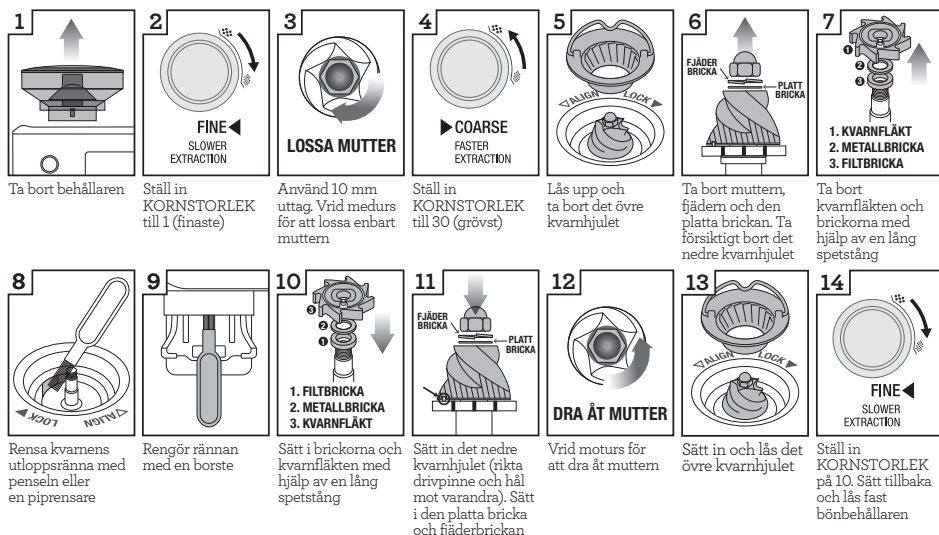 1
Ta bort behållaren
2
FINE
SLOWER
EXTRACTION
Ställ in
KORNSTORLEK
till 1 (finaste)
3
LOSSA MUTTER
Använd 10 mm
uttag. Vrid medurs
för att lossa enbart
muttern
4
COARSE
FASTER
EXTRACTION
Ställ in
KORNSTORLEK
till 30 (grövst)
5
ALIGN LOCK
Lås upp och
ta bort det övre
kvarnhjulet
6
FJÄDER
BRICKA
PLATT
BRICKA
Ta bort muttern,
fjädern och den
platta brickan. Ta
försiktigt bort det
nedre kvarnhjulet
7
1
2
3
1. KVARNFLÄKT
2. METALLBRICKA
3. FILTBRICKA
Ta bort
kvarnfläkten och
brickorna med
hjälp av en lång
spetstång
8
LOCK ALIGN
Rensa kvarnens
utloppsränna med
penseln eller
en piprensare
9
Rengör rännan
med en borste
10
3
2
1
1. FILTBRICKA
2. METALLBRICKA
3. KVARNFLÄKT
Sätt i brickorna och
kvarnfläkten med
hjälp av en lång
spetstång
11
FJÄDER
BRICKA
PLATT
BRICKA
Sätt in det nedre
kvarnhjulet (rikta
drivpinne och hål
mot varandra). Sätt
i den platta bricka
och fjäderbrickan
12
DRA ÅT MUTTER
Vrid moturs för
att dra åt muttern
13
ALIGN LOCK
Sätt in och lås det
övre kvarnhjulet
14
FINE
SLOWER
EXTRACTION
Ställ in
KORNSTORLEK
på 10. Sätt tillbaka
och lås fast
bönbehållaren